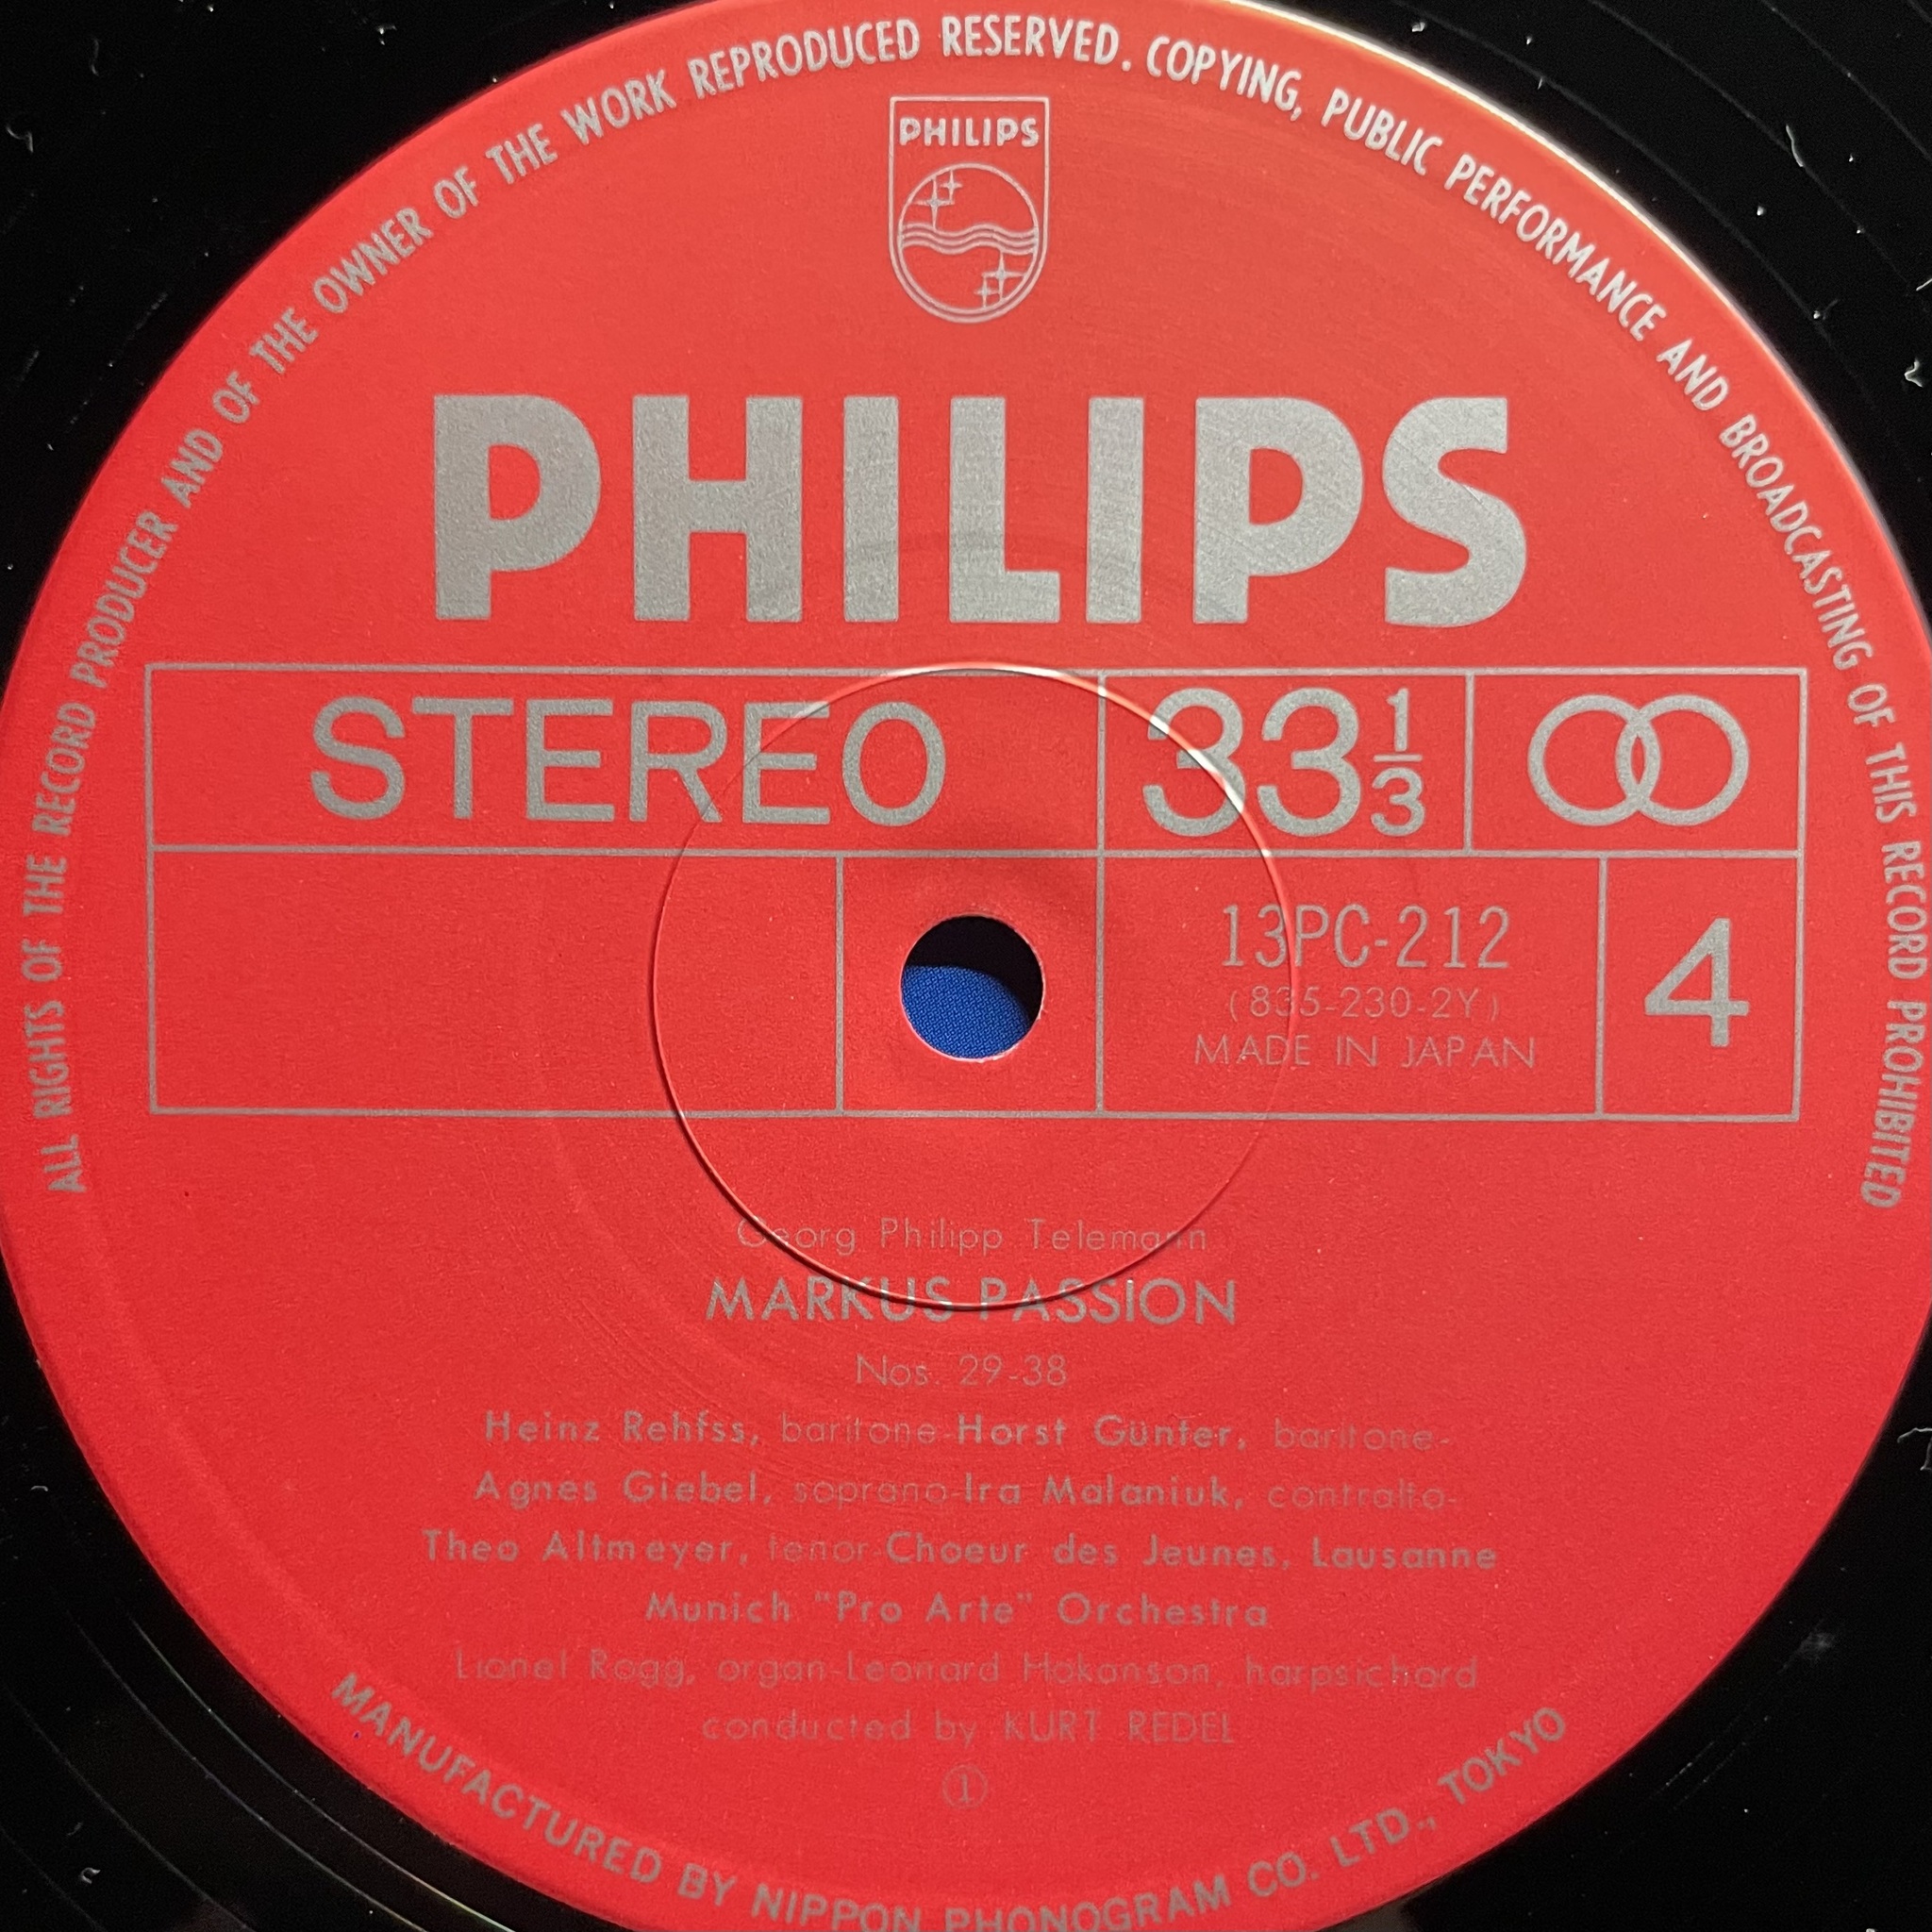 ALL RIGHTS OF THE RECORD PRODUCER AND OF THE OWNER OF THE WORK REPRODUCED RESERVED. COPYING, PUBLIC PERFORMANCE AND BROADCASTING OF THIS RECORD PROHIBITED
PHILIPS
PHILIPS
STEREO
33 1/3
13PC-212
(835-230-2Y)
MADE IN JAPAN
4
Georg Philipp Telemann
MARKUS PASSION
Nos. 29-38
Heinz Rehfss, baritone-Horst Günter, baritone-
Agnes Giebel, soprano-Ira Malaniuk, contralto-
Theo Altmeyer, tenor-Choeur des Jeunes, Lausanne
Munich "Pro Arte" Orchestra
Lionel Rogg, organ-Leonard Hokanson, harpsichord
conducted by KURT REDEL
①
MANUFACTURED BY NIPPON PHONOGRAM CO. LTD., TOKYO